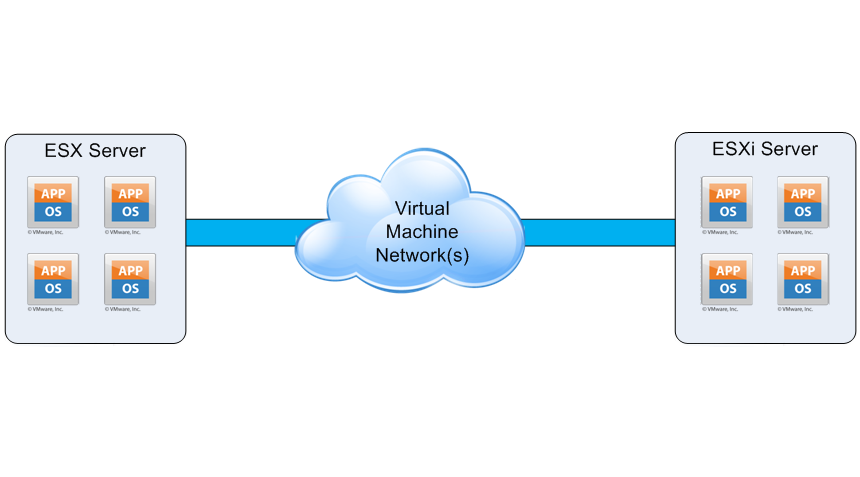 ESX Server
APP
OS
© VMware, Inc.
APP
OS
© VMware, Inc.
APP
OS
© VMware, Inc.
APP
OS
© VMware, Inc.
Virtual
Machine
Network(s)
ESXi Server
APP
OS
© VMware, Inc.
APP
OS
© VMware, Inc.
APP
OS
© VMware, Inc.
APP
OS
© VMware, Inc.